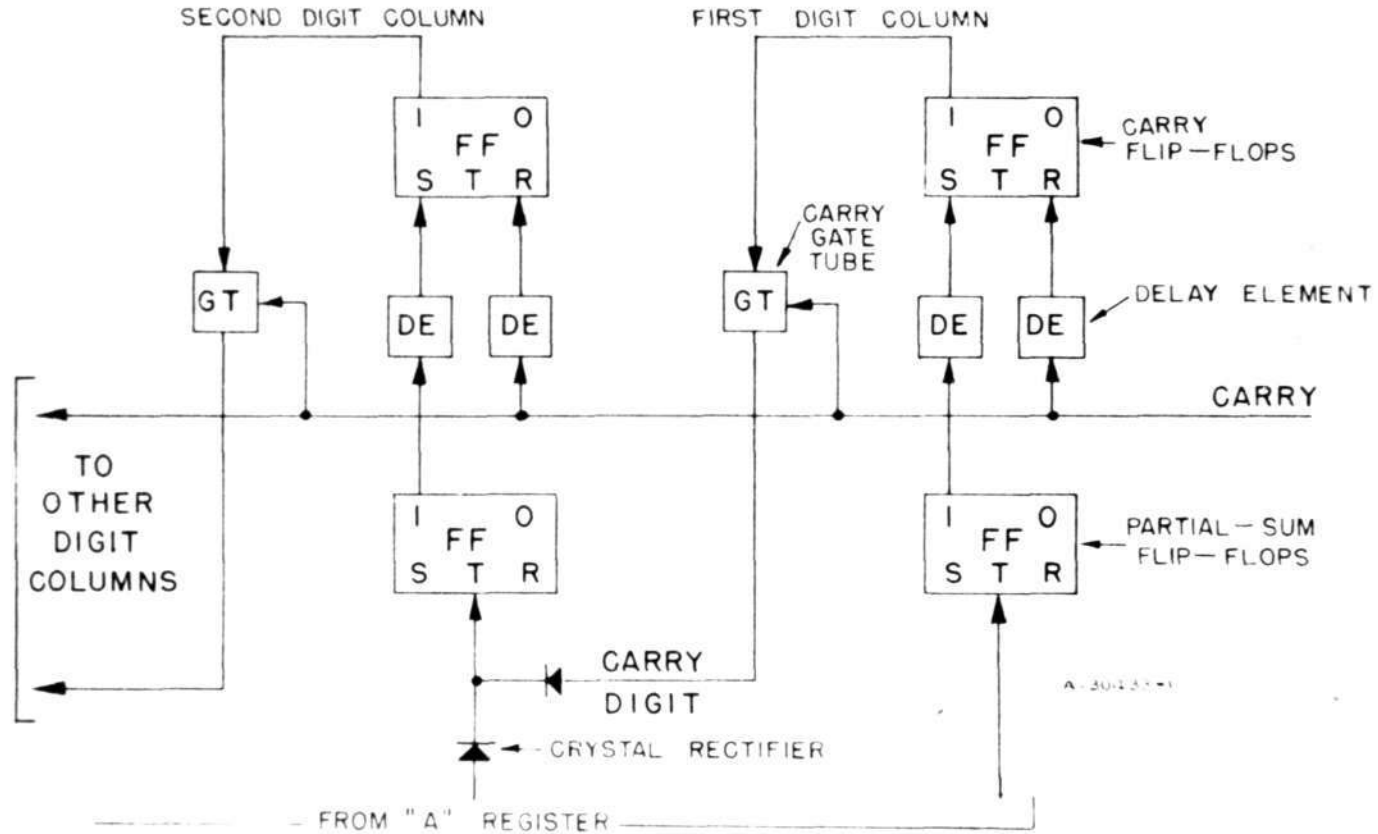 SECOND DIGIT COLUMN
FIRST DIGIT COLUMN
I O
FF
S T R
I O
FF
S T R
CARRY
FLIP-FLOPS
CARRY
GATE
TUBE
GT
DE
DE
GT
DE
DE
DELAY ELEMENT
CARRY
TO
OTHER
DIGIT
COLUMNS
I O
FF
S T R
I O
FF
S T R
PARTIAL-SUM
FLIP-FLOPS
CARRY
DIGIT
CRYSTAL RECTIFIER
FROM "A" REGISTER